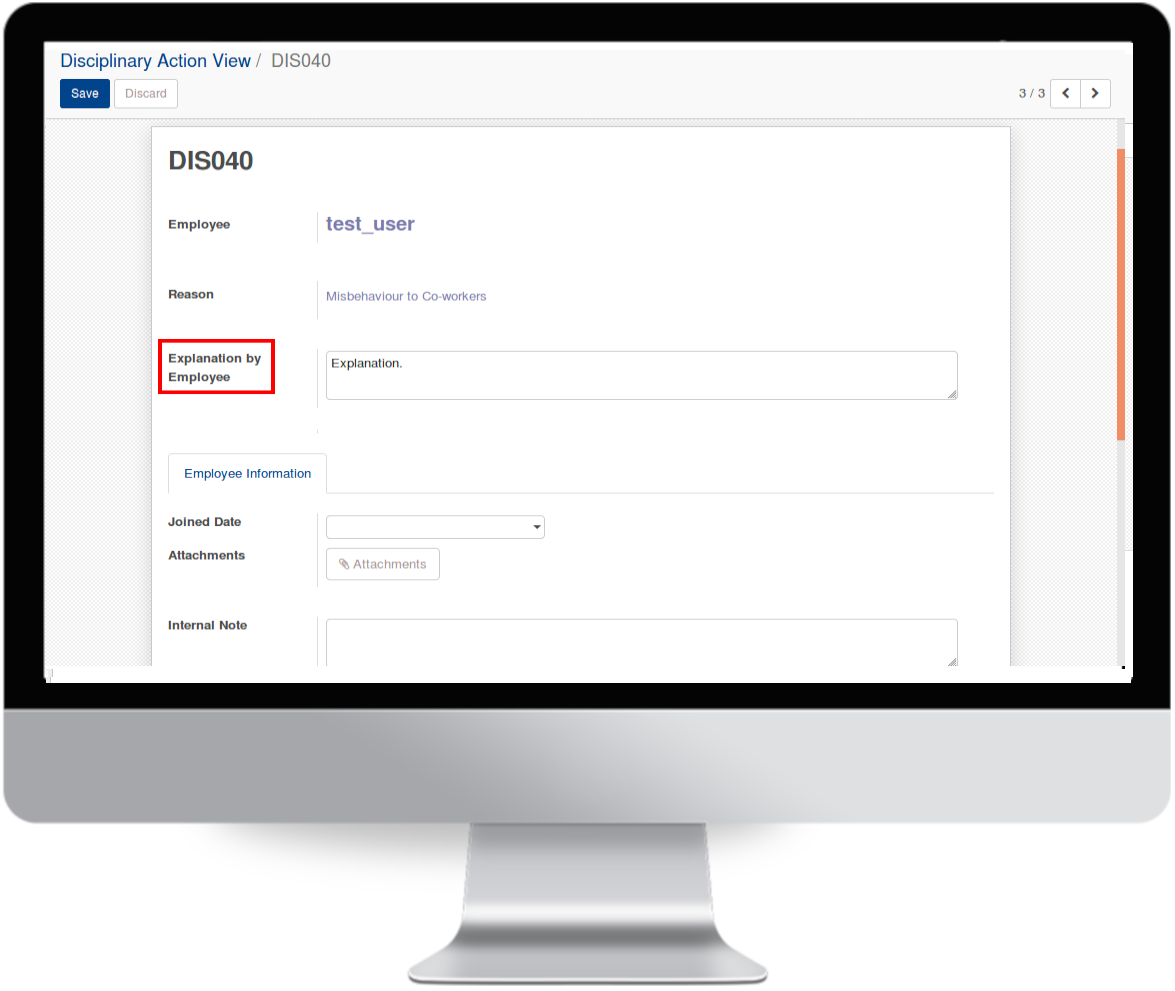 Disciplinary Action View / DIS040
Save Discard 3 / 3
DIS040
Employee test_user
Reason Misbehaviour to Co-workers
Explanation by Employee Explanation.
Employee Information
Joined Date
Attachments Attachments
Internal Note